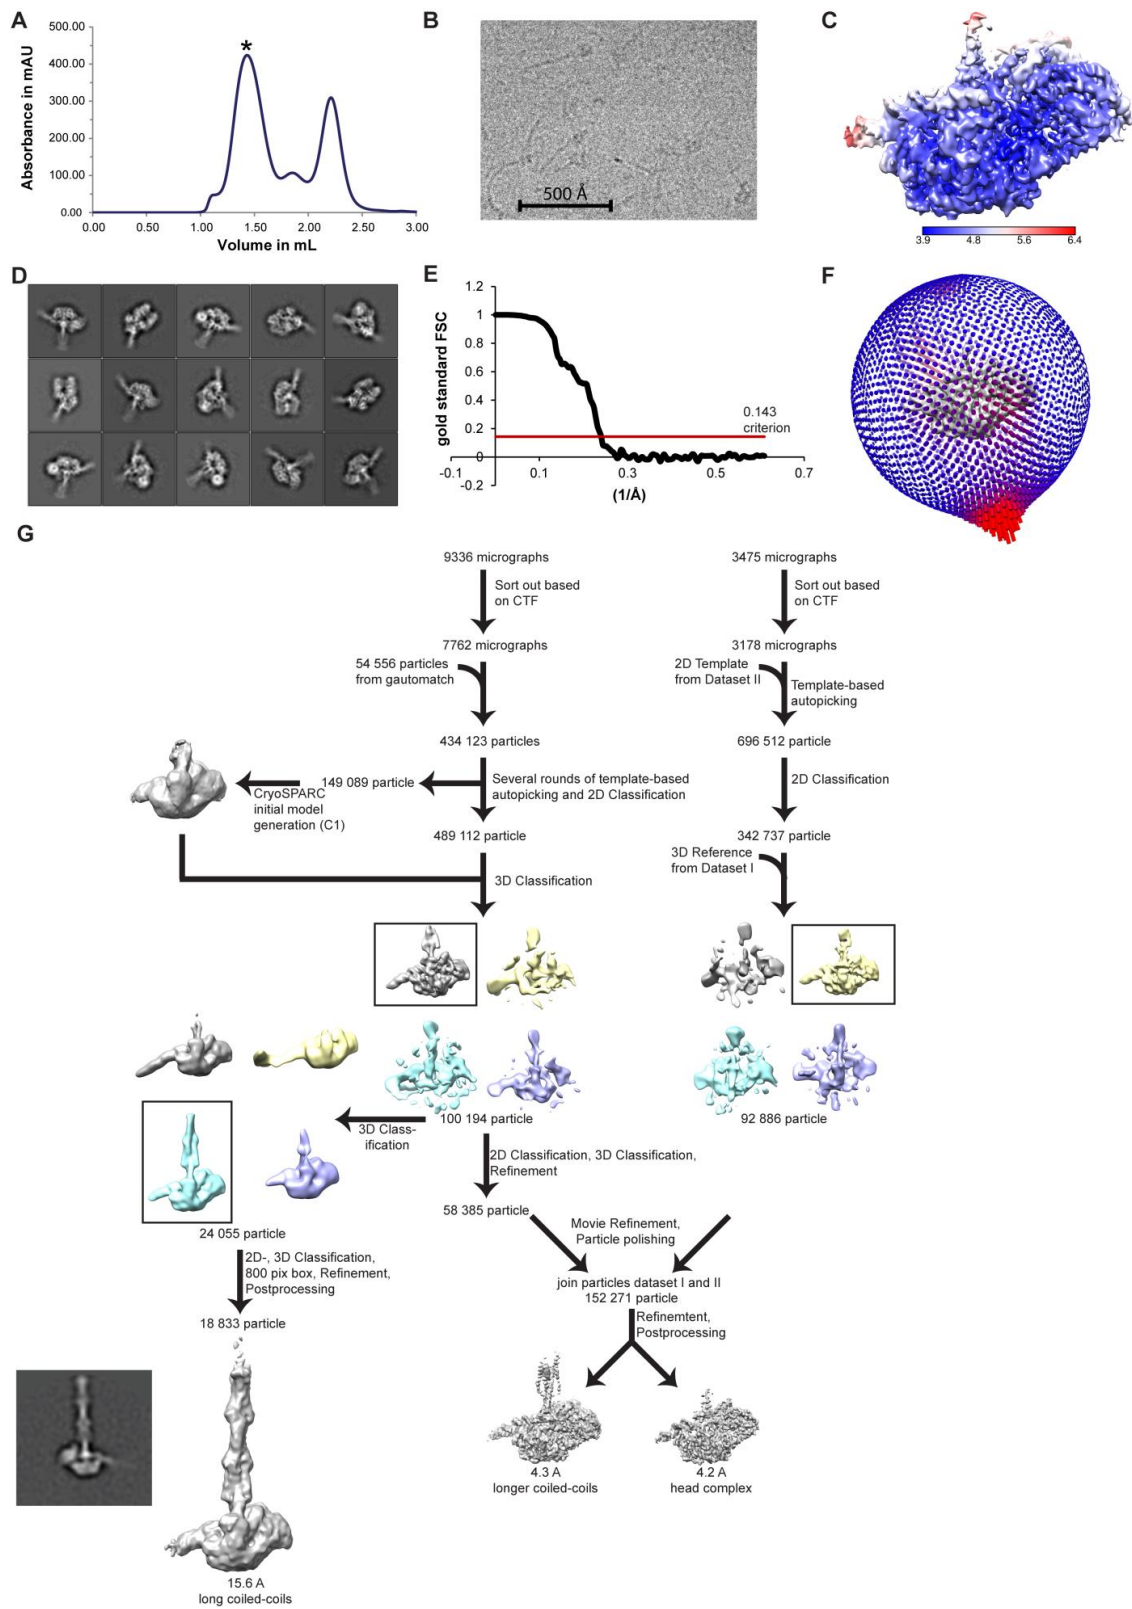 A
Absorbance in mAU
500.00
400.00
300.00
200.00
100.00
0.00
*
0.00 1.00 1.50 2.00 2.50 3.00
0.50
Volume in mL
B
500 Å
C
3.9 4.8 5.6 6.4
D
E
gold standard FSC
1.2
1
0.8
0.6
0.4
0.2
0
-0.2
0.143
criterion
-0.1 0.1 0.3 0.5 0.7
(1/Å)
F
G
9336 micrographs
Sort out based
on CTF
7762 micrographs
54 556 particles
from gautomatch
434 123 particles
149 089 particle
Several rounds of template-based
autopicking and 2D Classification
CryoSPARC
initial model
generation (C1)
489 112 particle
3D Classification
3475 micrographs
Sort out based
on CTF
3178 micrographs
2D Template
from Dataset II
Template-based
autopicking
696 512 particle
2D Classification
342 737 particle
3D Reference
from Dataset I
100 194 particle
92 886 particle
3D Class-
ification
2D Classification, 3D Classification,
Refinement
58 385 particle
24 055 particle
2D-, 3D Classification,
800 pix box, Refinement,
Postprocessing
18 833 particle
Movie Refinement,
Particle polishing
join particles dataset I and II
152 271 particle
Refinemtent,
Postprocessing
4.3 A
longer coiled-coils
4.2 A
head complex
15.6 A
long coiled-coils